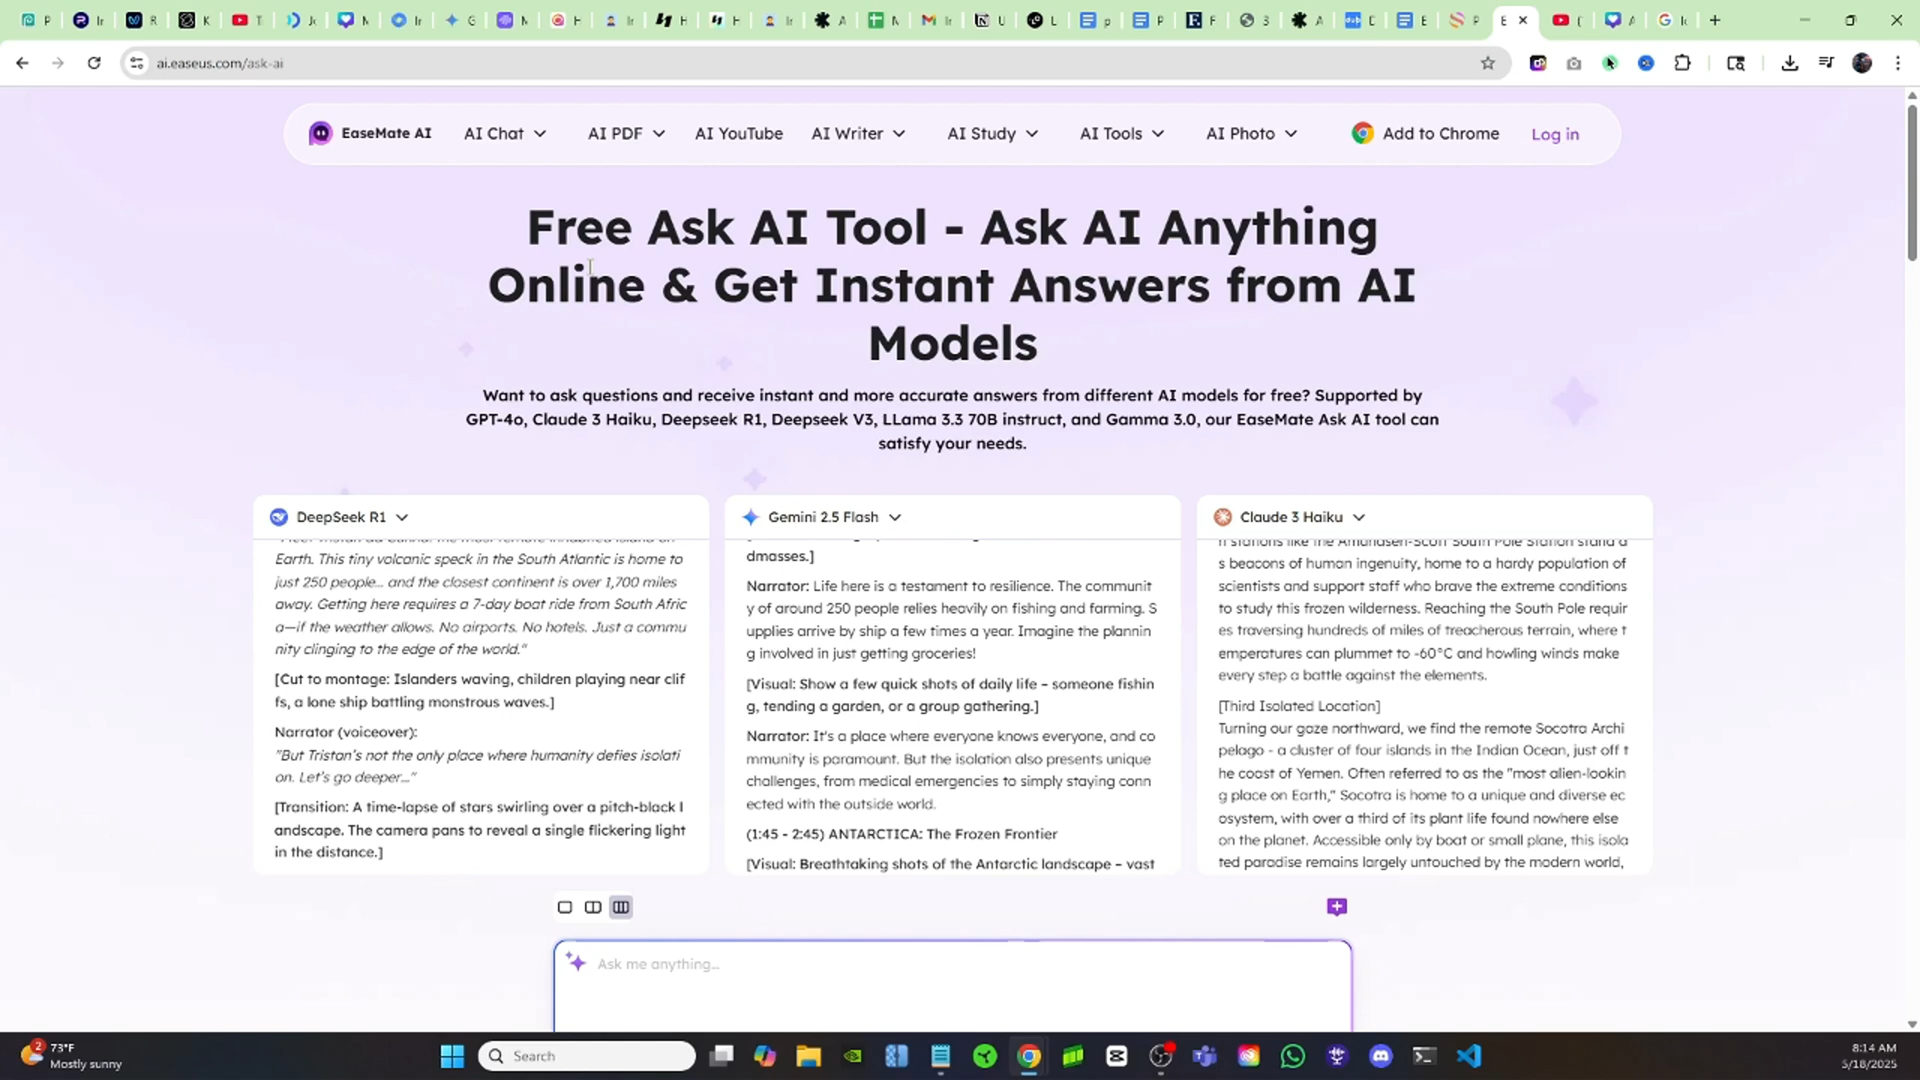 ai.easeus.com/ask-ai
EaseMate AI
AI Chat
AI PDF
AI YouTube
AI Writer
AI Study
AI Tools
AI Photo
Add to Chrome
Log in
Free Ask AI Tool - Ask AI Anything
Online & Get Instant Answers from AI
Models
Want to ask questions and receive instant and more accurate answers from different AI models for free? Supported by
GPT-4o, Claude 3 Haiku, Deepseek R1, Deepseek V3, LLama 3.3 70B instruct, and Gamma 3.0, our EaseMate Ask AI tool can
satisfy your needs.
DeepSeek R1
Earth. This tiny volcanic speck in the South Atlantic is home to
just 250 people… and the closest continent is over 1,700 miles
away. Getting here requires a 7-day boat ride from South Afric
a—if the weather allows. No airports. No hotels. Just a commu
nity clinging to the edge of the world."
[Cut to montage: Islanders waving, children playing near clif
fs, a lone ship battling monstrous waves.]
Narrator (voiceover):
"But Tristan's not the only place where humanity defies isolati
on. Let's go deeper…"
[Transition: A time-lapse of stars swirling over a pitch-black l
andscape. The camera pans to reveal a single flickering light
in the distance.]
Gemini 2.5 Flash
dmasses.]
Narrator: Life here is a testament to resilience. The communit
y of around 250 people relies heavily on fishing and farming. S
upplies arrive by ship a few times a year. Imagine the plannin
g involved in just getting groceries!
[Visual: Show a few quick shots of daily life – someone fishin
g, tending a garden, or a group gathering.]
Narrator: It's a place where everyone knows everyone, and co
mmunity is paramount. But the isolation also presents unique
challenges, from medical emergencies to simply staying conn
ected with the outside world.
(1:45 - 2:45) ANTARCTICA: The Frozen Frontier
[Visual: Breathtaking shots of the Antarctic landscape – vast
Claude 3 Haiku
n stations like the Amundsen-Scott South Pole Station stand a
s beacons of human ingenuity, home to a hardy population of
scientists and support staff who brave the extreme conditions
to study this frozen wilderness. Reaching the South Pole requir
es traversing hundreds of miles of treacherous terrain, where t
emperatures can plummet to -60°C and howling winds make
every step a battle against the elements.
[Third Isolated Location]
Turning our gaze northward, we find the remote Socotra Archi
pelago - a cluster of four islands in the Indian Ocean, just off t
he coast of Yemen. Often referred to as the "most alien-lookin
g place on Earth," Socotra is home to a unique and diverse ec
osystem, with over a third of its plant life found nowhere else
on the planet. Accessible only by boat or small plane, this isola
ted paradise remains largely untouched by the modern world,
Ask me anything…
2
73°F
Mostly sunny
Search
8:14 AM
5/18/2025